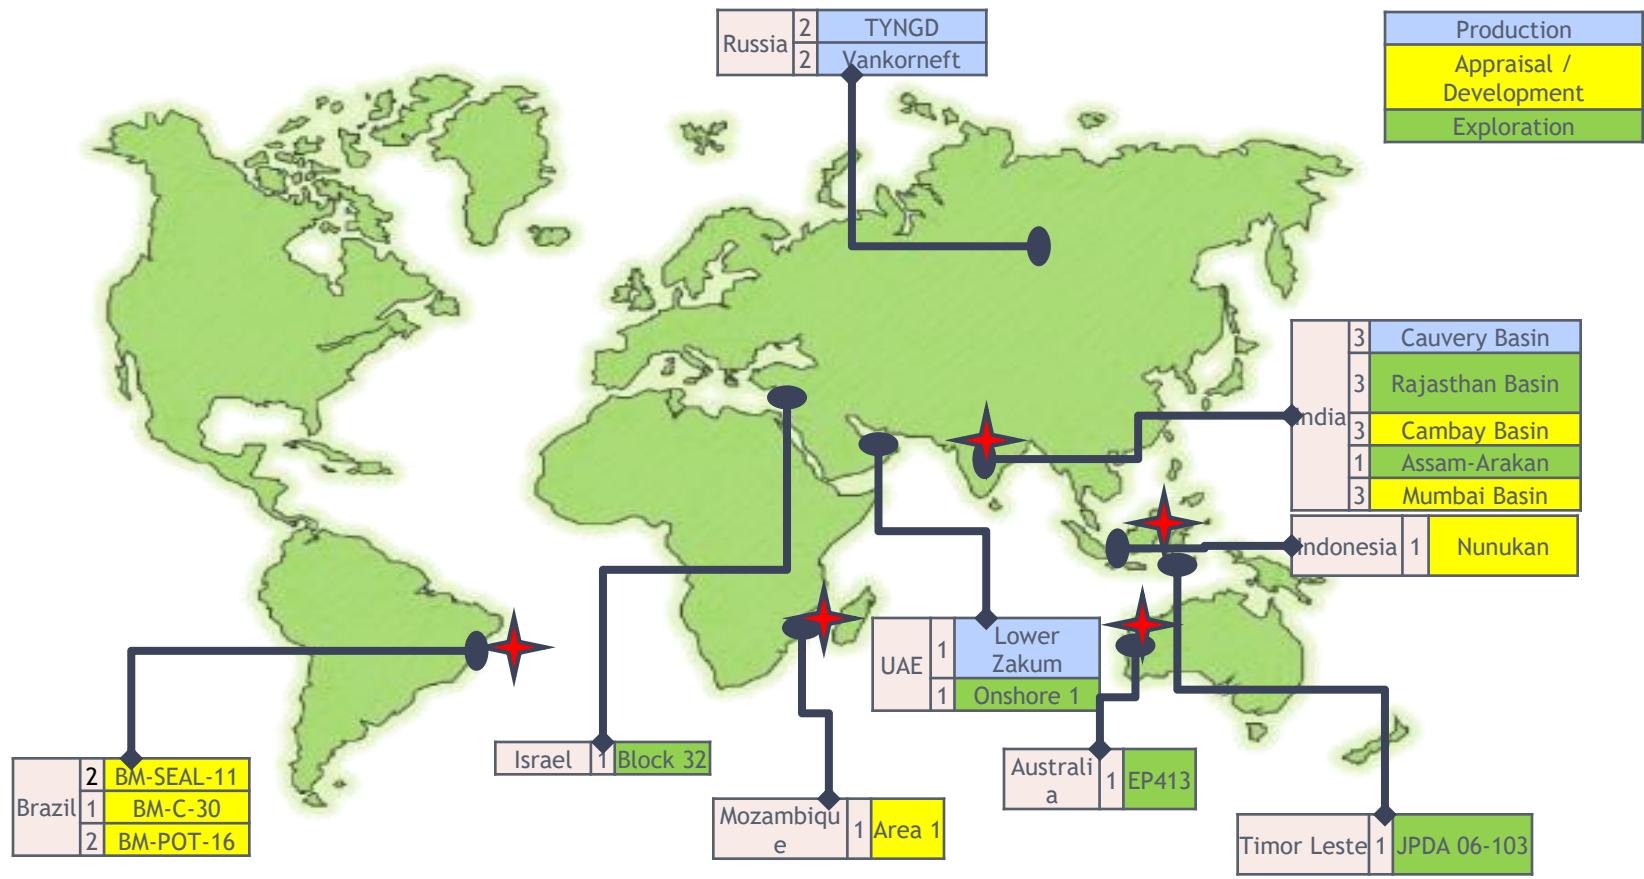 Russia
2
TYNGD
2
Vankorneft
Production
Appraisal /
Development
Exploration
India
3
Cauvery Basin
3
Rajasthan Basin
3
Cambay Basin
1
Assam-Arakan
3
Mumbai Basin
Indonesia
1
Nunukan
UAE
1
Lower
Zakum
1
Onshore 1
Israel
1
Block 32
Australi
a
1
EP413
Brazil
2
BM-SEAL-11
1
BM-C-30
2
BM-POT-16
Mozambiqu
e
1
Area 1
Timor Leste
1
JPDA 06-103